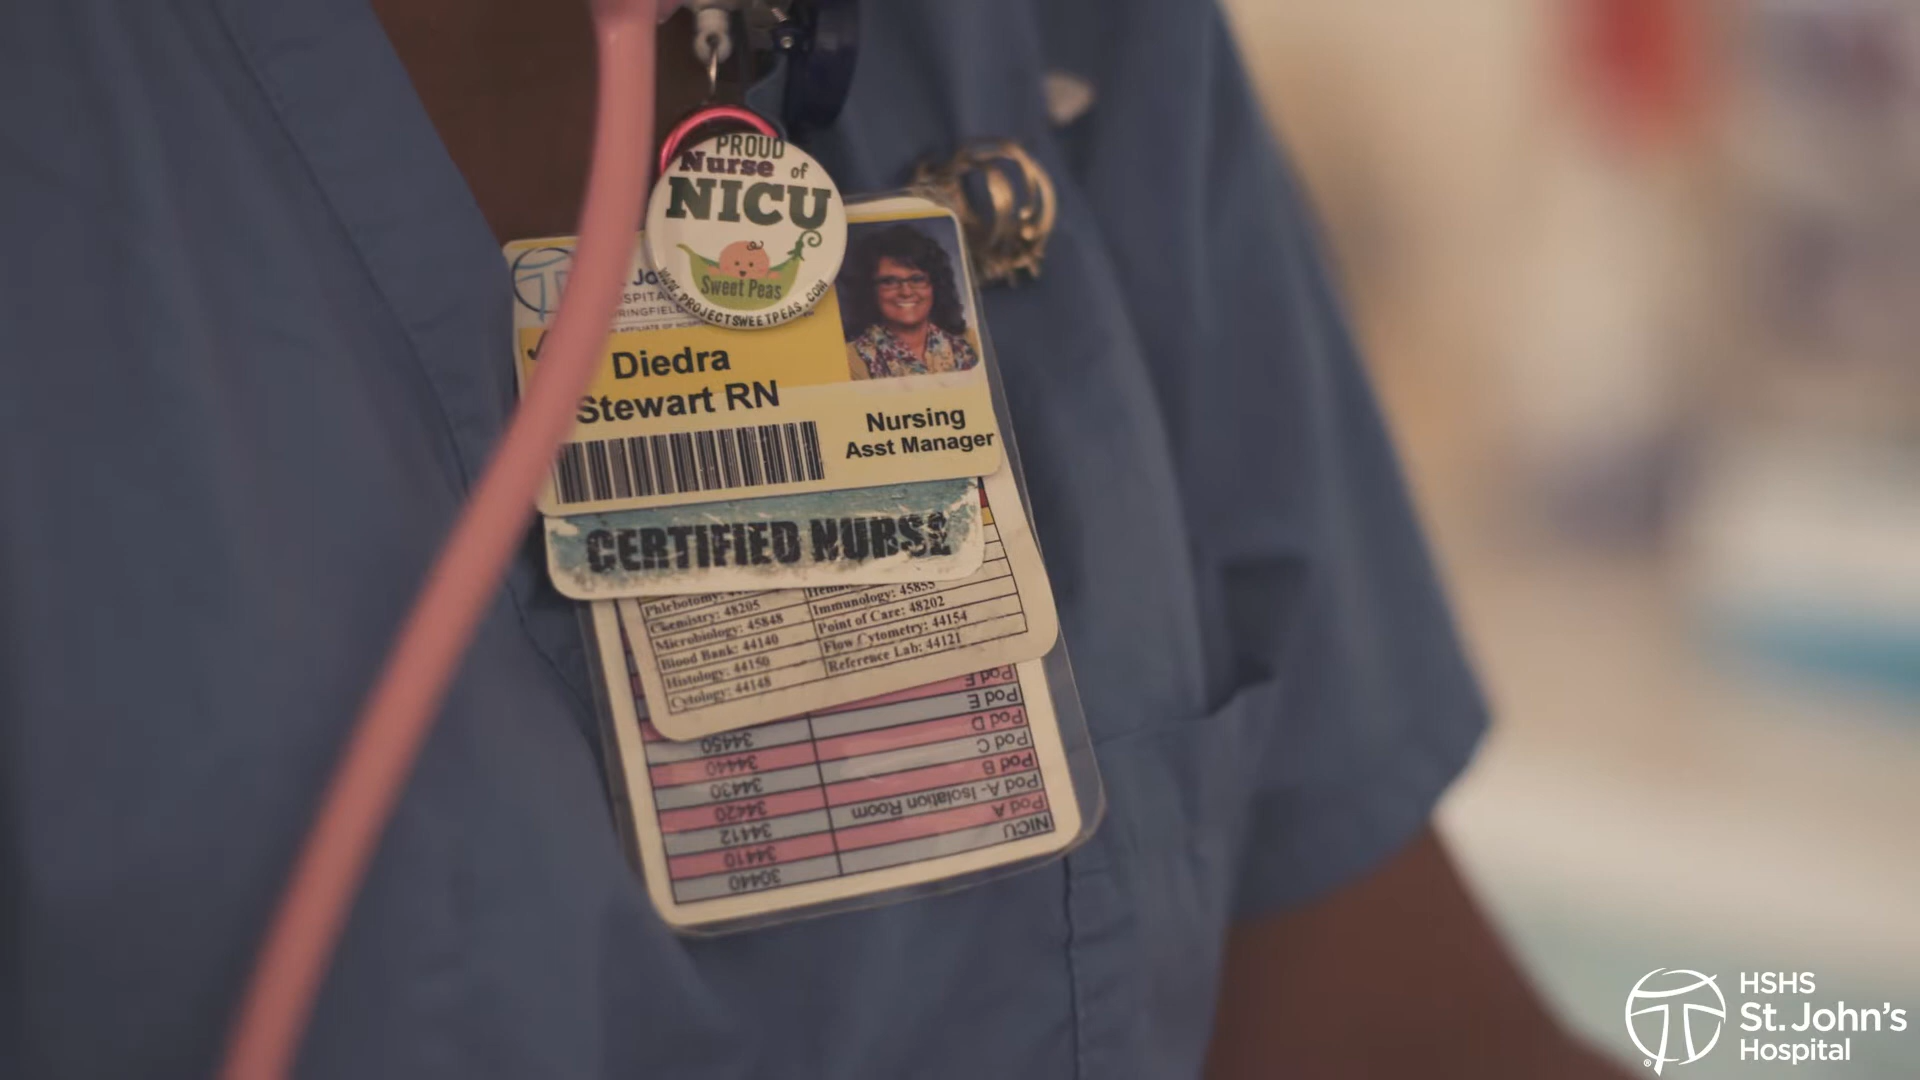 PROUD
Nurse of
NICU
Sweet Peas
WWW.PROJECTSWEETPEAS.COM
Diedra
Stewart RN
Nursing
Asst Manager
CERTIFIED NURSE
Phlebotomy:
Chemistry: 48205
Microbiology: 45848
Blood Bank: 44140
Histology: 44150
Cytology: 44148
Immunology: 45855
Point of Care: 48202
Flow Cytometry: 44154
Reference Lab: 44121
NICU 30440
Pod A 34410
Pod A - Isolation Room 34412
Pod B 34420
Pod C 34430
Pod D 34440
Pod E 34450
Pod F
HSHS
St. John's
Hospital